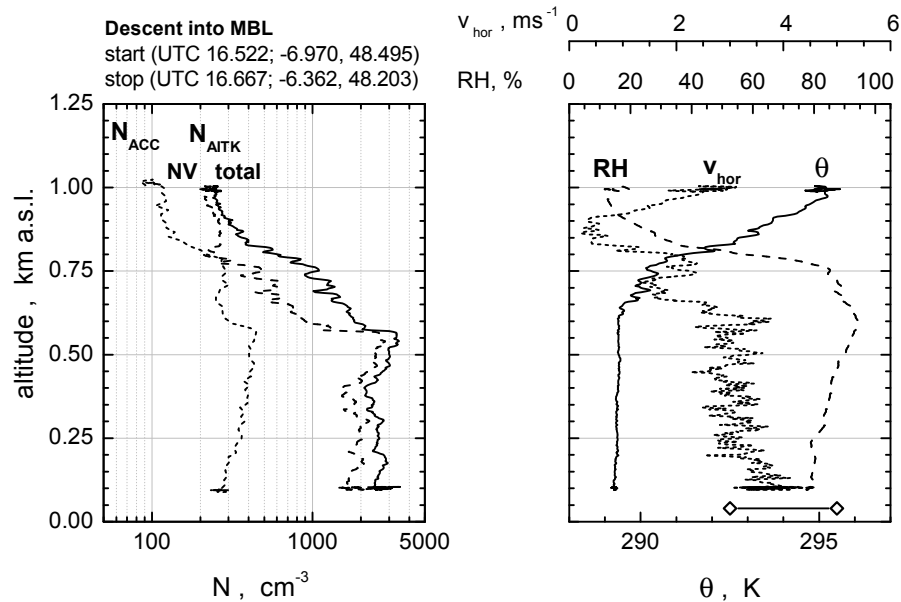 Descent into MBL
start (UTC 16.522; -6.970, 48.495)
stop (UTC 16.667; -6.362, 48.203)
v_hor , ms^-1
0 1 2 3 4 5 6
RH, %
0 20 40 60 80 100
N_ACC
N_AITK
NV total
RH
v_hor
θ
1.25
1.00
0.75
0.50
0.25
0.00
altitude , km a.s.l.
100 1000 5000
N , cm^-3
290 295
θ , K